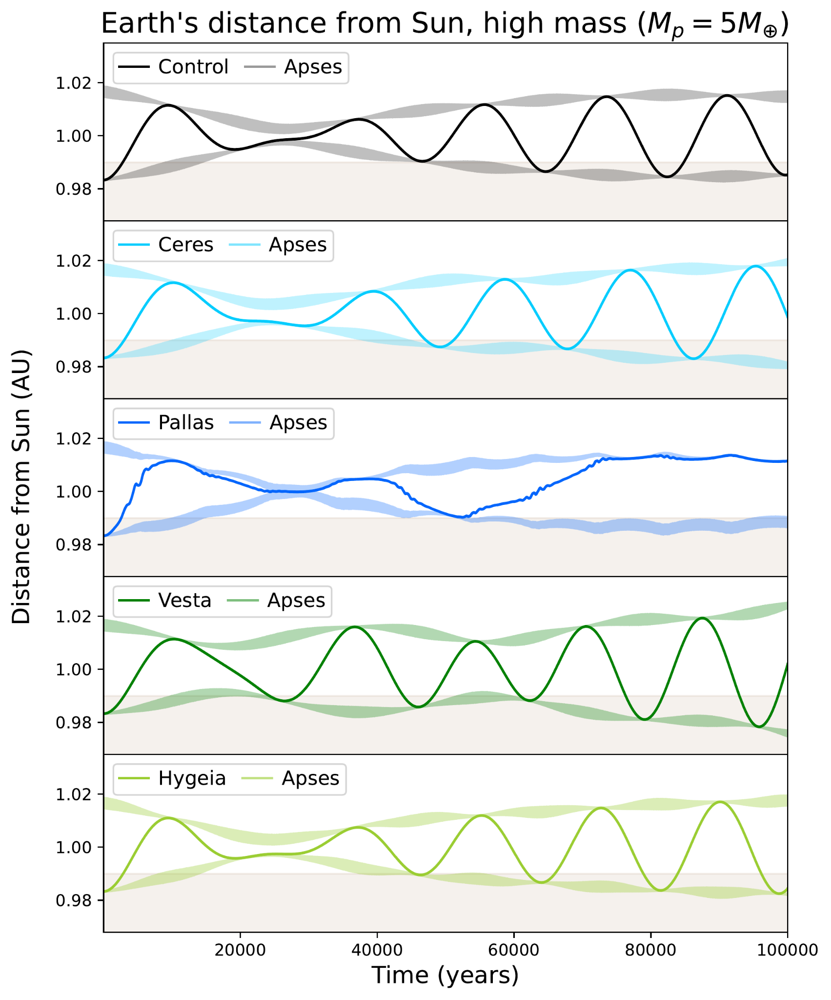 Earth's distance from Sun, high mass (Mₚ = 5M⊕)
Control Apses
1.02
1.00
0.98
Ceres Apses
1.02
1.00
0.98
Pallas Apses
1.02
1.00
0.98
Vesta Apses
1.02
1.00
0.98
Hygeia Apses
1.02
1.00
0.98
Distance from Sun (AU)
20000 40000 60000 80000 100000
Time (years)